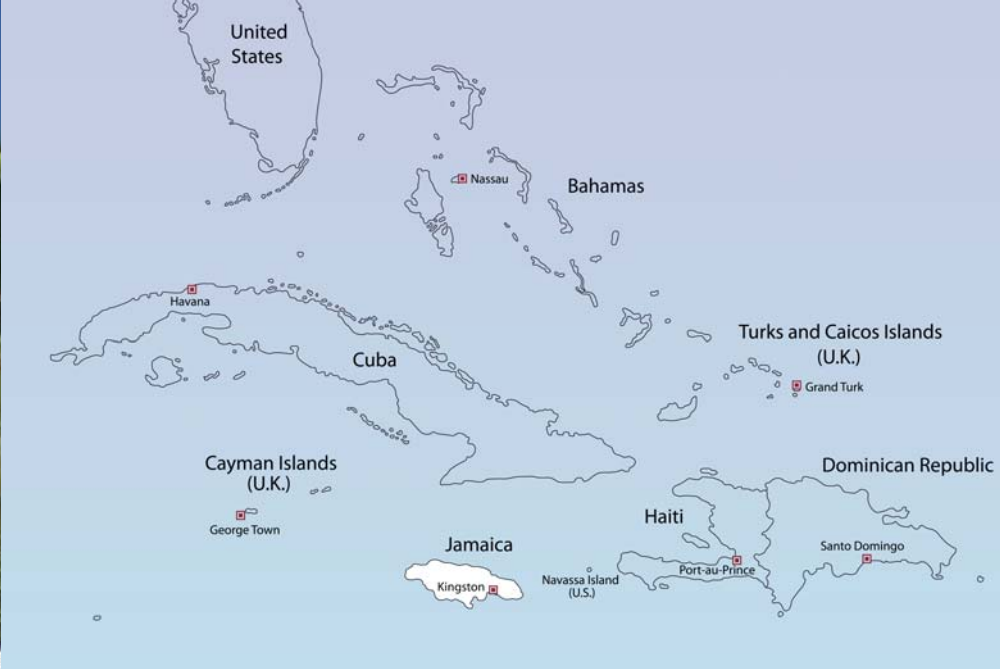 United
States
Nassau
Bahamas
Havana
Cuba
Turks and Caicos Islands
(U.K.)
Grand Turk
Cayman Islands
(U.K.)
George Town
Dominican Republic
Haiti
Santo Domingo
Port-au-Prince
Jamaica
Kingston
Navassa Island
(U.S.)